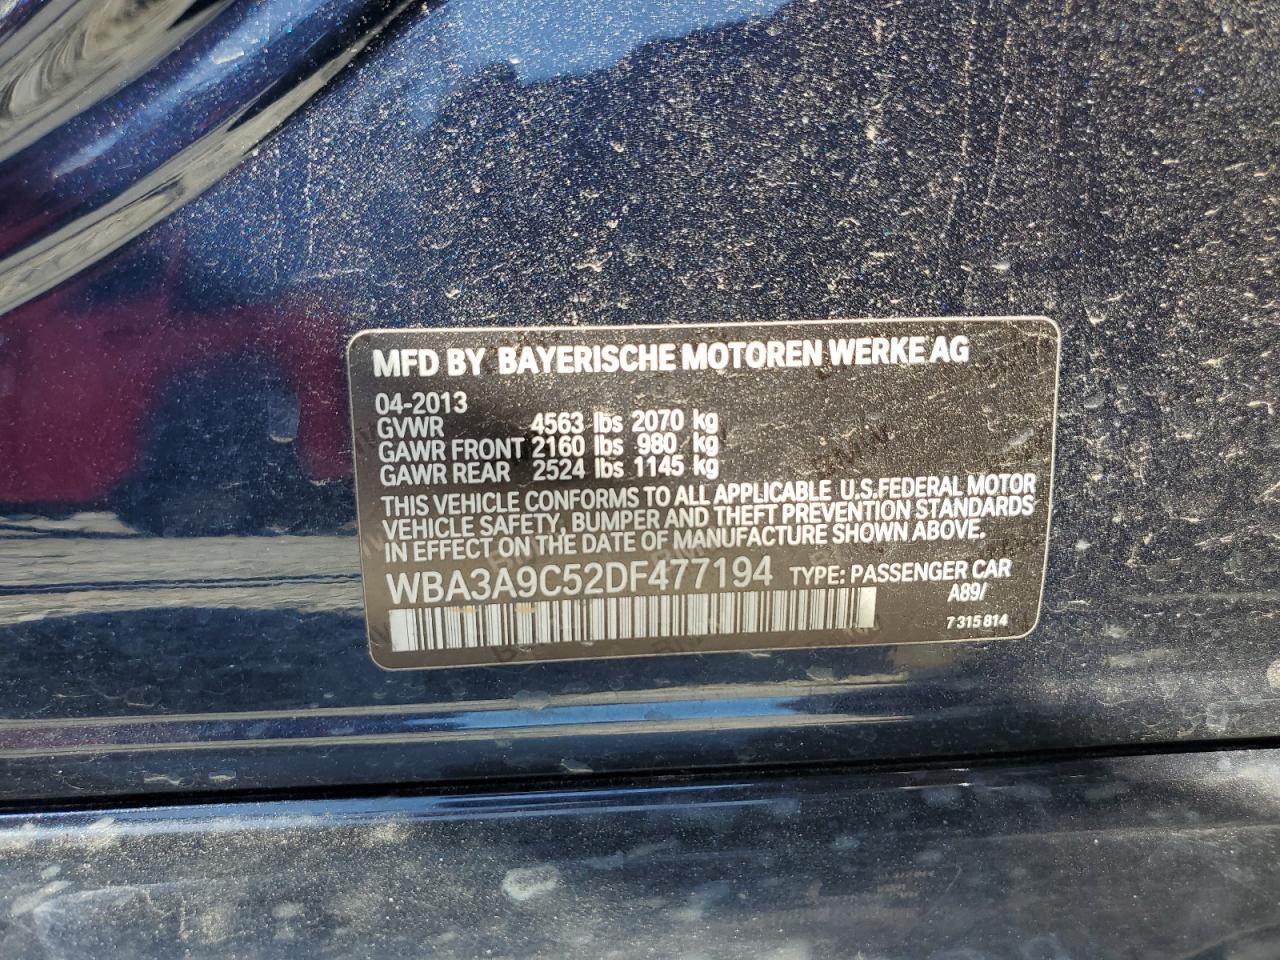 MFD BY BAYERISCHE MOTOREN WERKE AG
04-2013
GVWR 4563 lbs 2070 kg
GAWR FRONT 2160 lbs 980 kg
GAWR REAR 2524 lbs 1145 kg
THIS VEHICLE CONFORMS TO ALL APPLICABLE U.S.FEDERAL MOTOR
VEHICLE SAFETY, BUMPER AND THEFT PREVENTION STANDARDS
IN EFFECT ON THE DATE OF MANUFACTURE SHOWN ABOVE.
WBA3A9C52DF477194 TYPE: PASSENGER CAR
A89/
7 315 814